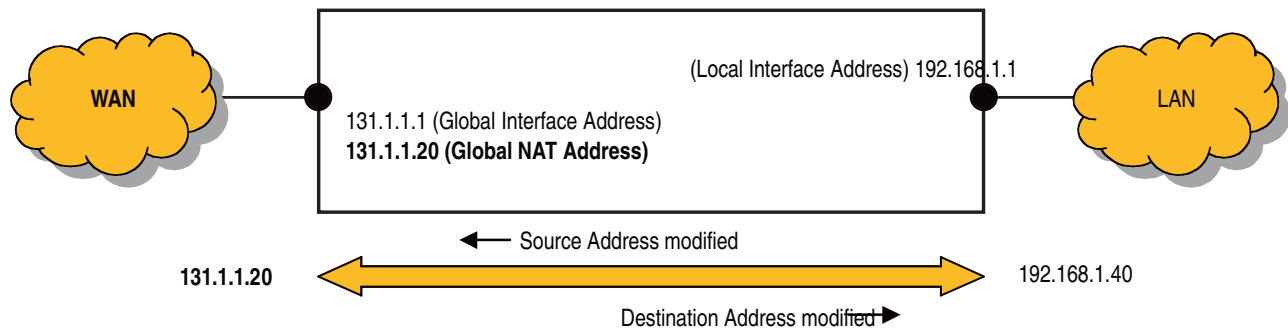 WAN
(Local Interface Address) 192.168.1.1
LAN
131.1.1.1 (Global Interface Address)
131.1.1.20 (Global NAT Address)
Source Address modified
131.1.1.20
192.168.1.40
Destination Address modified